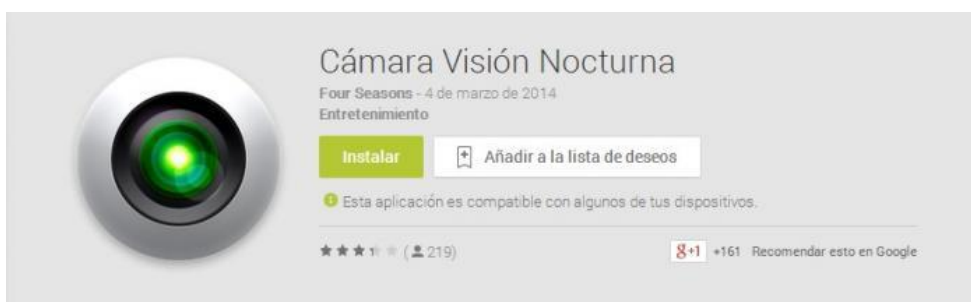 Cámara Visión Nocturna
Four Seasons - 4 de marzo de 2014
Entretenimiento
Instalar
Añadir a la lista de deseos
Esta aplicación es compatible con algunos de tus dispositivos.
(219)
g+1 +161 Recomendar esto en Google